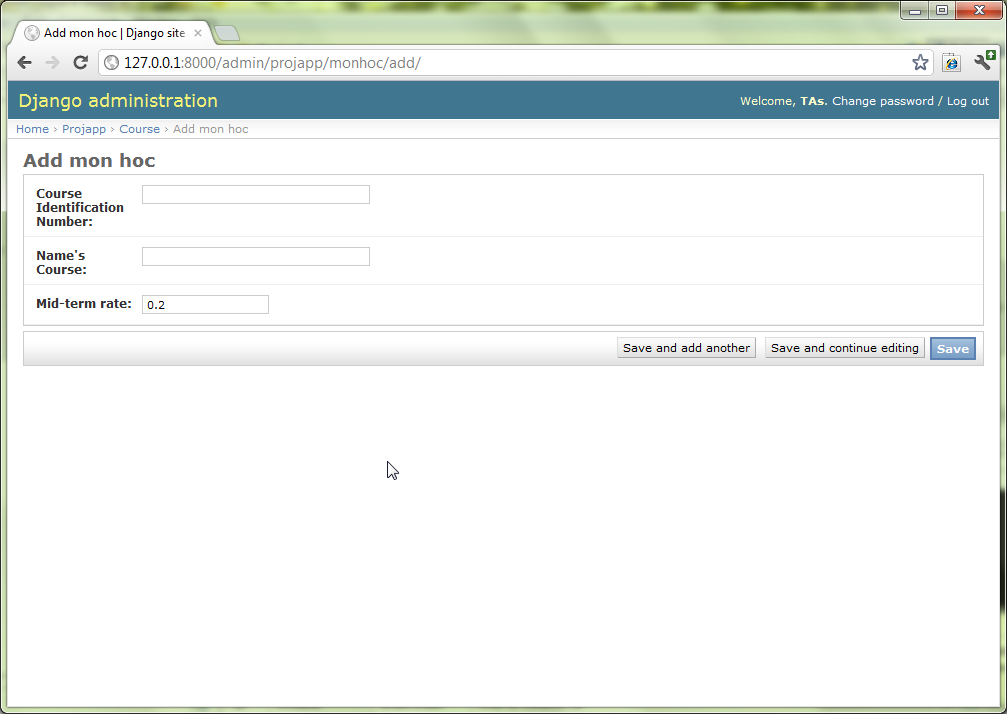 Add mon hoc | Django site
127.0.0.1:8000/admin/projapp/monhoc/add/
Django administration
Welcome, TAs. Change password / Log out
Home › Projapp › Course › Add mon hoc
Add mon hoc
Course
Identification
Number:
Name's
Course:
Mid-term rate: 0.2
Save and add another Save and continue editing Save